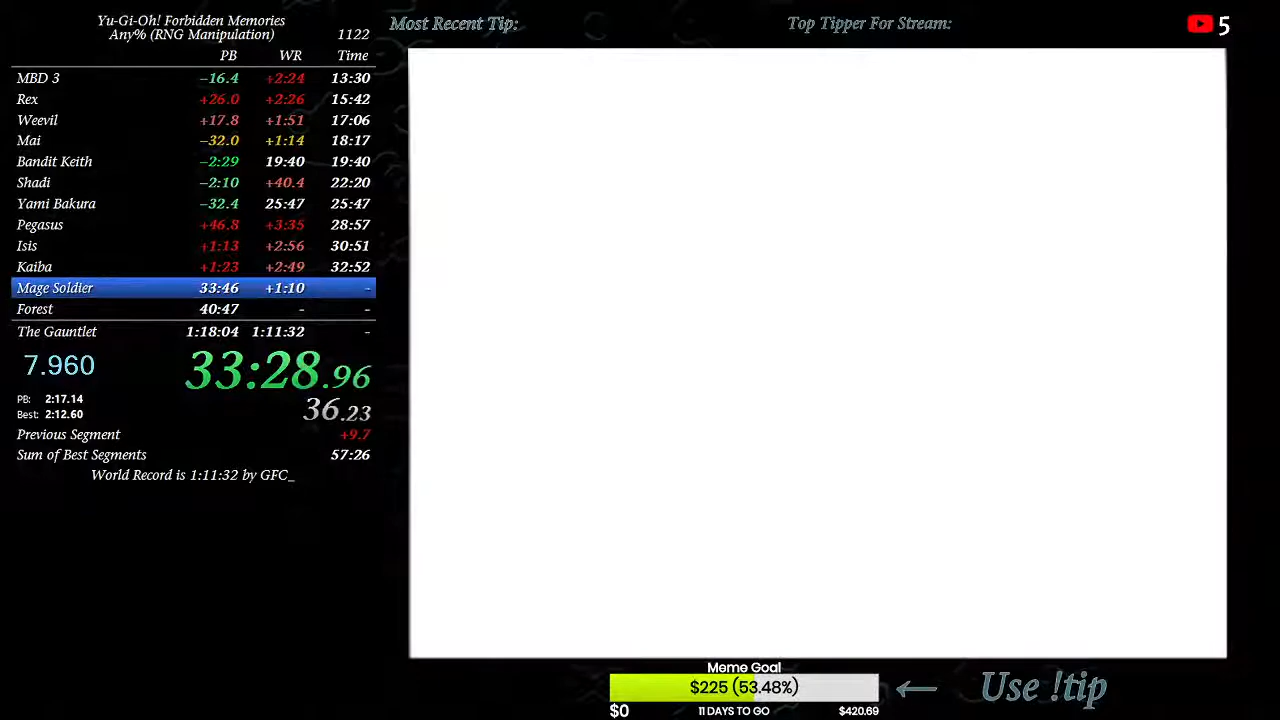 Yu-Gi-Oh! Forbidden Memories
Any% (RNG Manipulation) 1122
PB WR Time
MBD 3 −16.4 +2:24 13:30
Rex +26.0 +2:26 15:42
Weevil +17.8 +1:51 17:06
Mai −32.0 +1:14 18:17
Bandit Keith −2:29 19:40 19:40
Shadi −2:10 +40.4 22:20
Yami Bakura −32.4 25:47 25:47
Pegasus +46.8 +3:35 28:57
Isis +1:13 +2:56 30:51
Kaiba +1:23 +2:49 32:52
Mage Soldier 33:46 +1:10 -
Forest 40:47 - -
The Gauntlet 1:18:04 1:11:32 -
7.960 33:28.96
PB: 2:17.14 36.23
Best: 2:12.60
Previous Segment +9.7
Sum of Best Segments 57:26
World Record is 1:11:32 by GFC_
Most Recent Tip: Top Tipper For Stream: 5
Meme Goal
$225 (53.48%)
$0 11 DAYS TO GO $420.69
← Use !tip